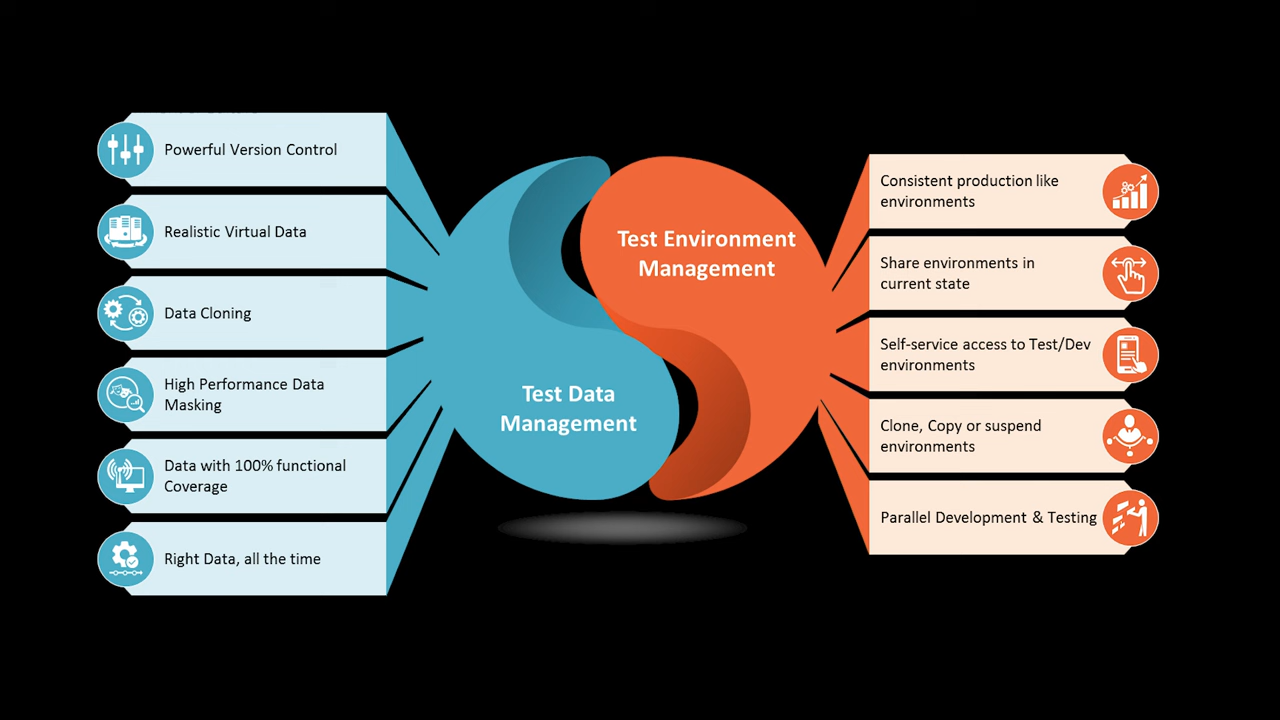 Powerful Version Control
Realistic Virtual Data
Data Cloning
High Performance Data
Masking
Data with 100% functional
Coverage
Right Data, all the time
Test Data
Management
Test Environment
Management
Consistent production like
environments
Share environments in
current state
Self-service access to Test/Dev
environments
Clone, Copy or suspend
environments
Parallel Development & Testing